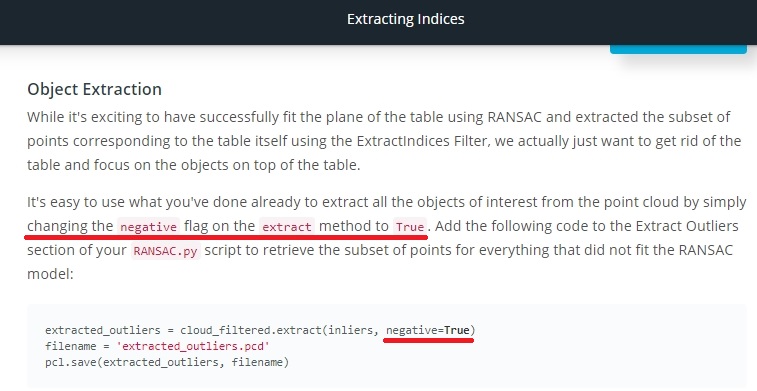 Extracting Indices
Object Extraction
While it's exciting to have successfully fit the plane of the table using RANSAC and extracted the subset of
points corresponding to the table itself using the ExtractIndices Filter, we actually just want to get rid of the
table and focus on the objects on top of the table.
It's easy to use what you've done already to extract all the objects of interest from the point cloud by simply
changing the negative flag on the extract method to True . Add the following code to the Extract Outliers
section of your RANSAC.py script to retrieve the subset of points for everything that did not fit the RANSAC
model:
extracted_outliers = cloud_filtered.extract(inliers, negative=True)
filename = 'extracted_outliers.pcd'
pcl.save(extracted_outliers, filename)